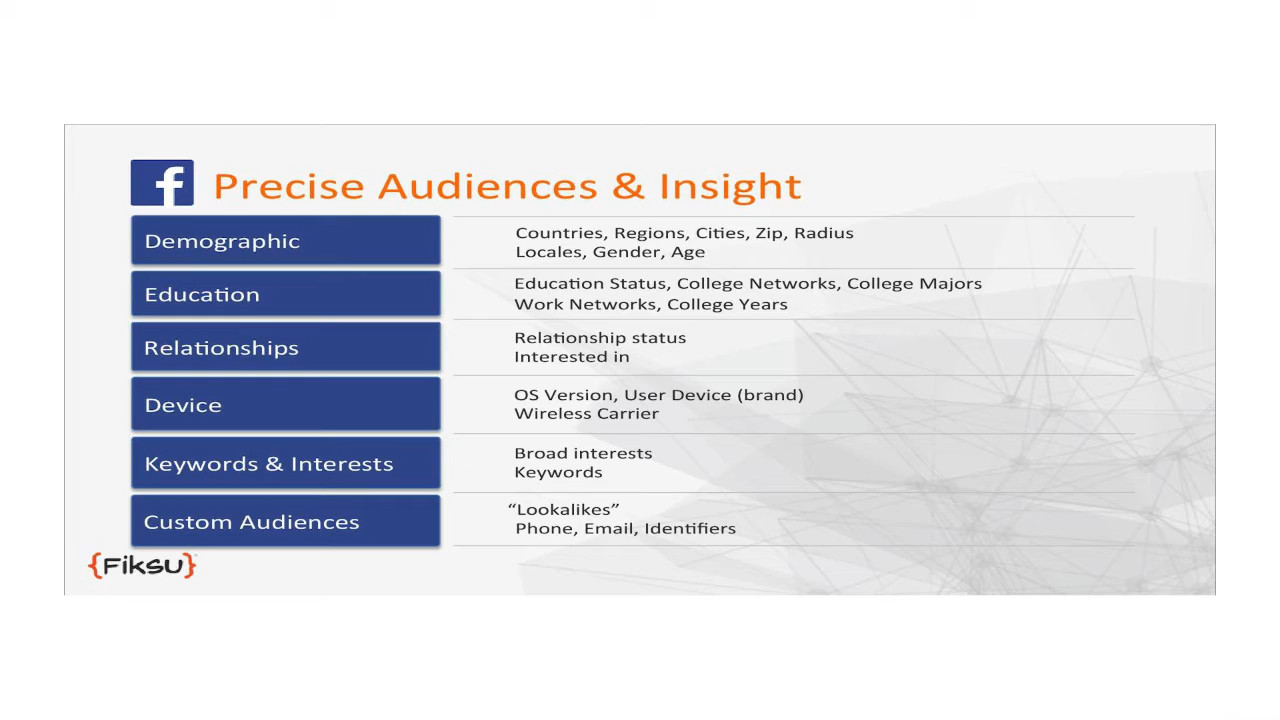 f Precise Audiences & Insight
Demographic
Countries, Regions, Cities, Zip, Radius
Locales, Gender, Age
Education
Education Status, College Networks, College Majors
Work Networks, College Years
Relationships
Relationship status
Interested in
Device
OS Version, User Device (brand)
Wireless Carrier
Keywords & Interests
Broad interests
Keywords
Custom Audiences
“Lookalikes”
Phone, Email, Identifiers
{Fiksu}